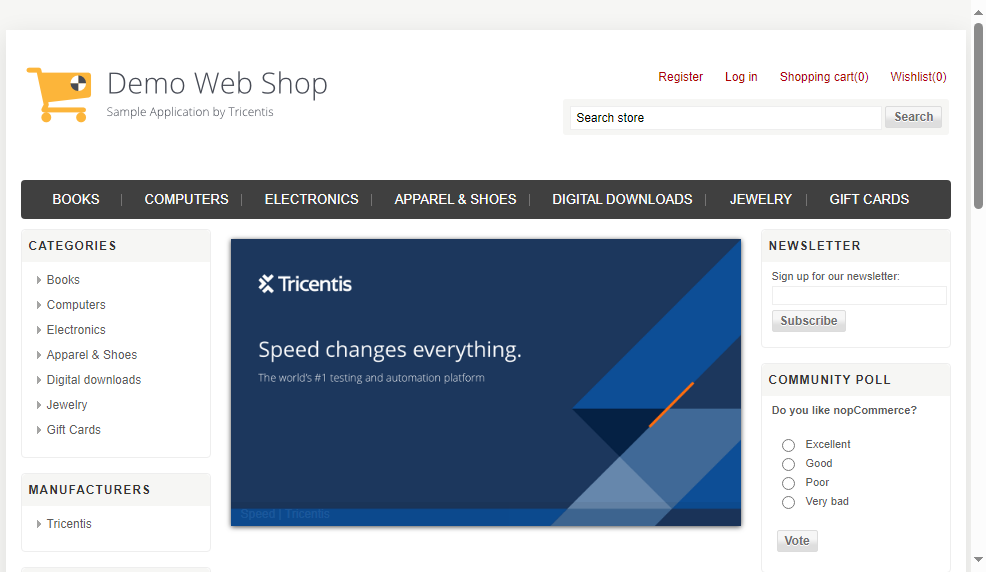 Demo Web Shop
Sample Application by Tricentis
Register Log in Shopping cart(0) Wishlist(0)
Search store Search
BOOKS | COMPUTERS | ELECTRONICS | APPAREL & SHOES | DIGITAL DOWNLOADS | JEWELRY | GIFT CARDS
CATEGORIES
Books
Computers
Electronics
Apparel & Shoes
Digital downloads
Jewelry
Gift Cards
MANUFACTURERS
Tricentis
Tricentis
Speed changes everything.
The world's #1 testing and automation platform
Speed | Tricentis
NEWSLETTER
Sign up for our newsletter:
Subscribe
COMMUNITY POLL
Do you like nopCommerce?
Excellent
Good
Poor
Very bad
Vote